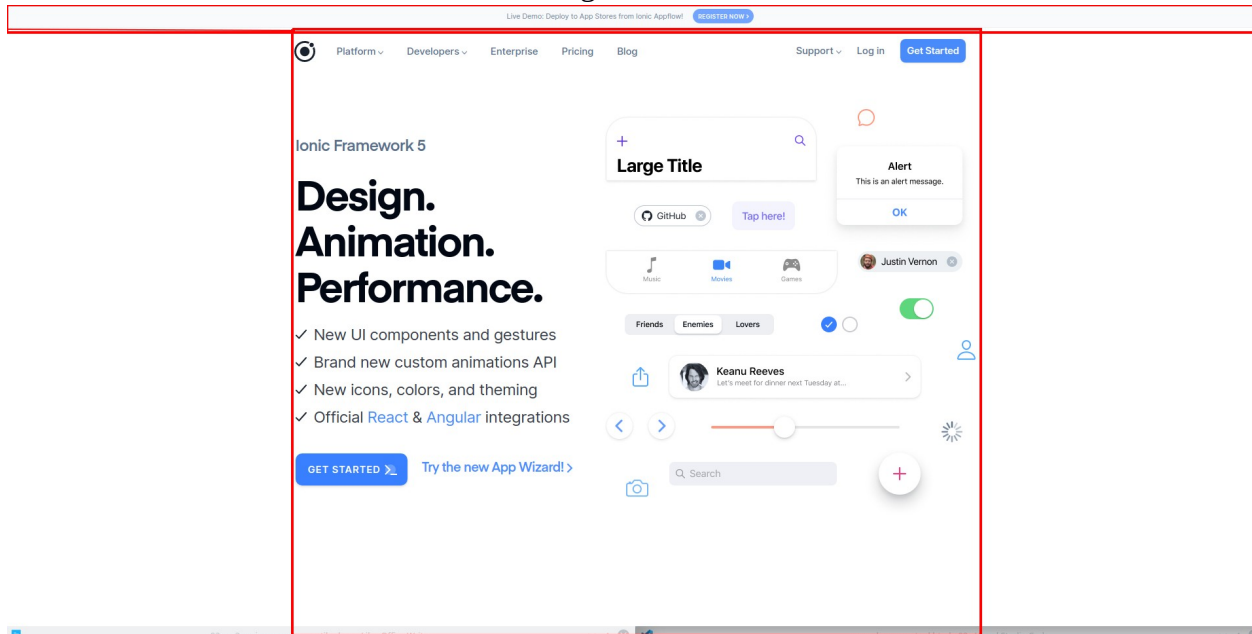 Live Demo: Deploy to App Stores from Ionic Appflow! REGISTER NOW >
Platform Developers Enterprise Pricing Blog Support Log in Get Started
Ionic Framework 5
Design.
Animation.
Performance.
✓ New UI components and gestures
✓ Brand new custom animations API
✓ New icons, colors, and theming
✓ Official React & Angular integrations
GET STARTED Try the new App Wizard! >
Large Title
Alert
This is an alert message.
OK
GitHub
Tap here!
Justin Vernon
Music Movies Games
Friends Enemies Lovers
Keanu Reeves
Let's meet for dinner next Tuesday at...
Search